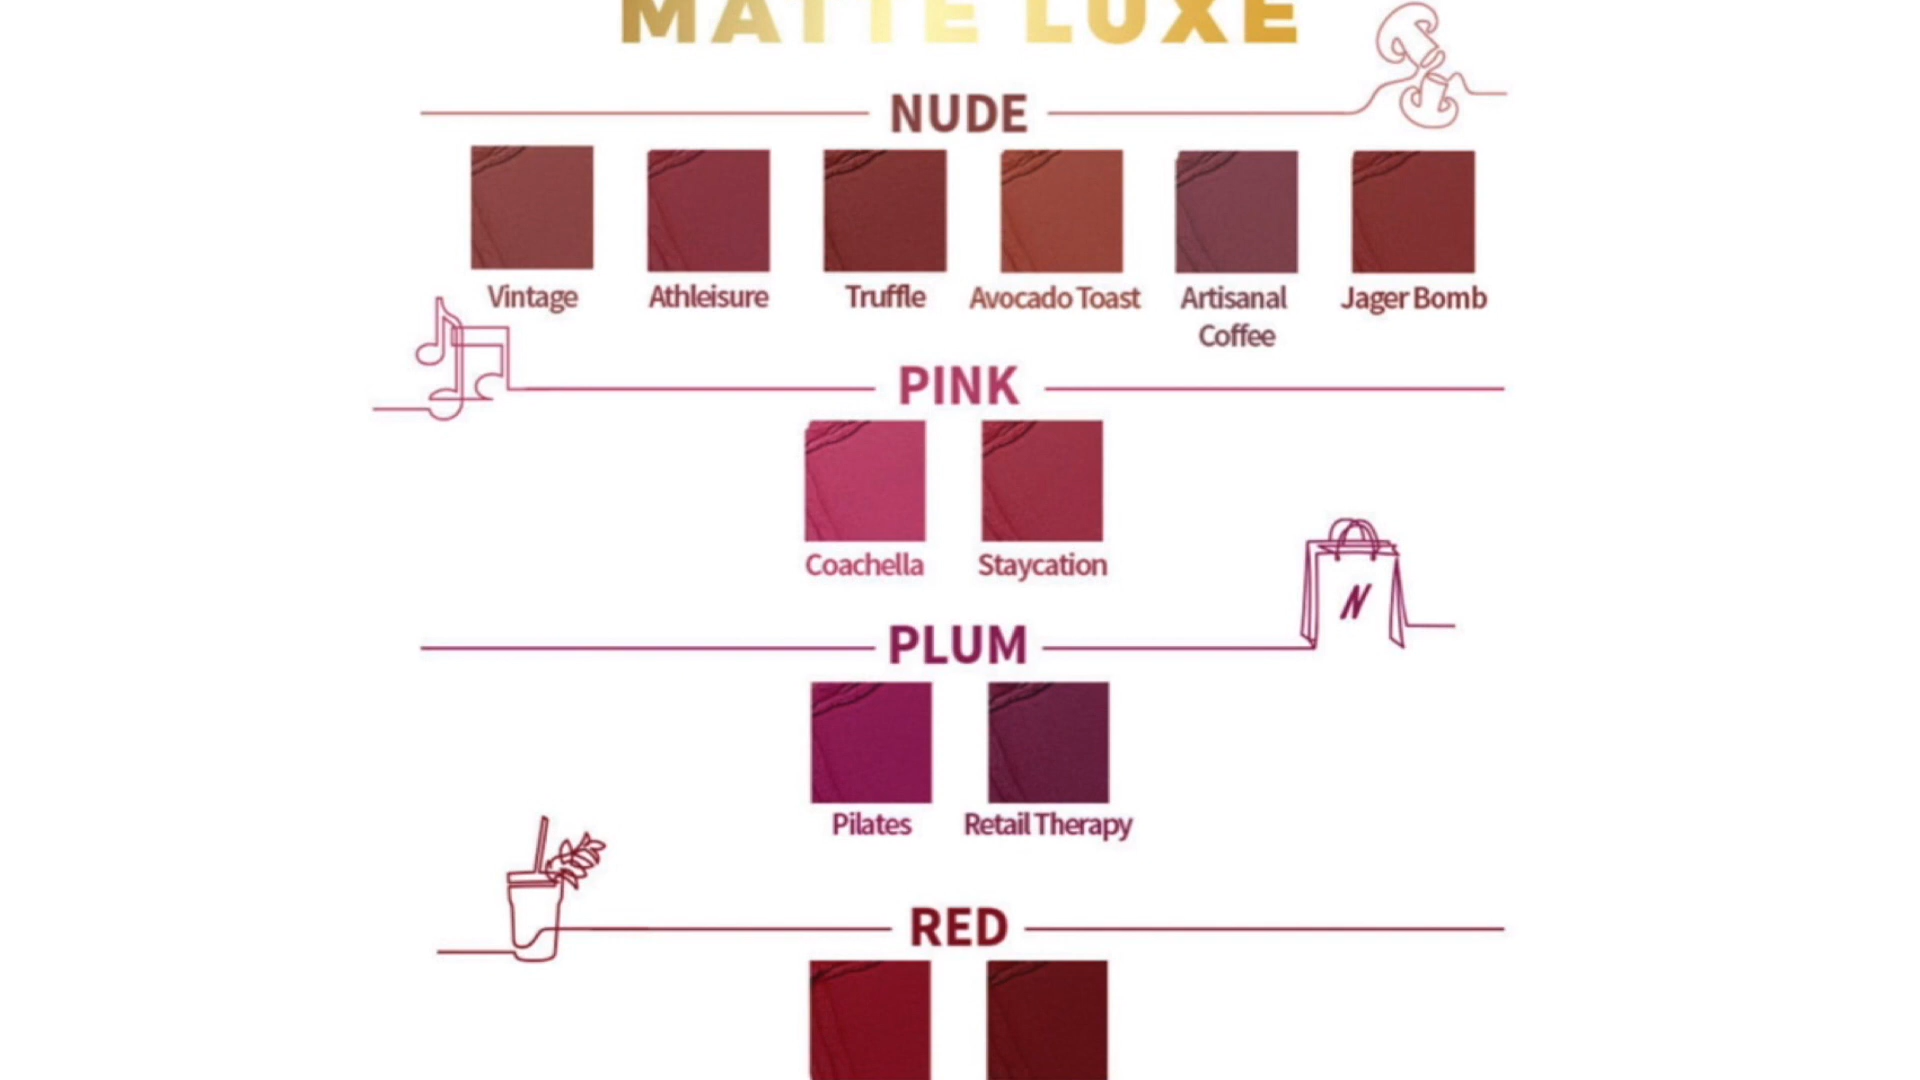 MATTE LUXE
NUDE
Vintage
Athleisure
Truffle
Avocado Toast
Artisanal
Coffee
Jager Bomb
PINK
Coachella
Staycation
N
PLUM
Pilates
Retail Therapy
RED